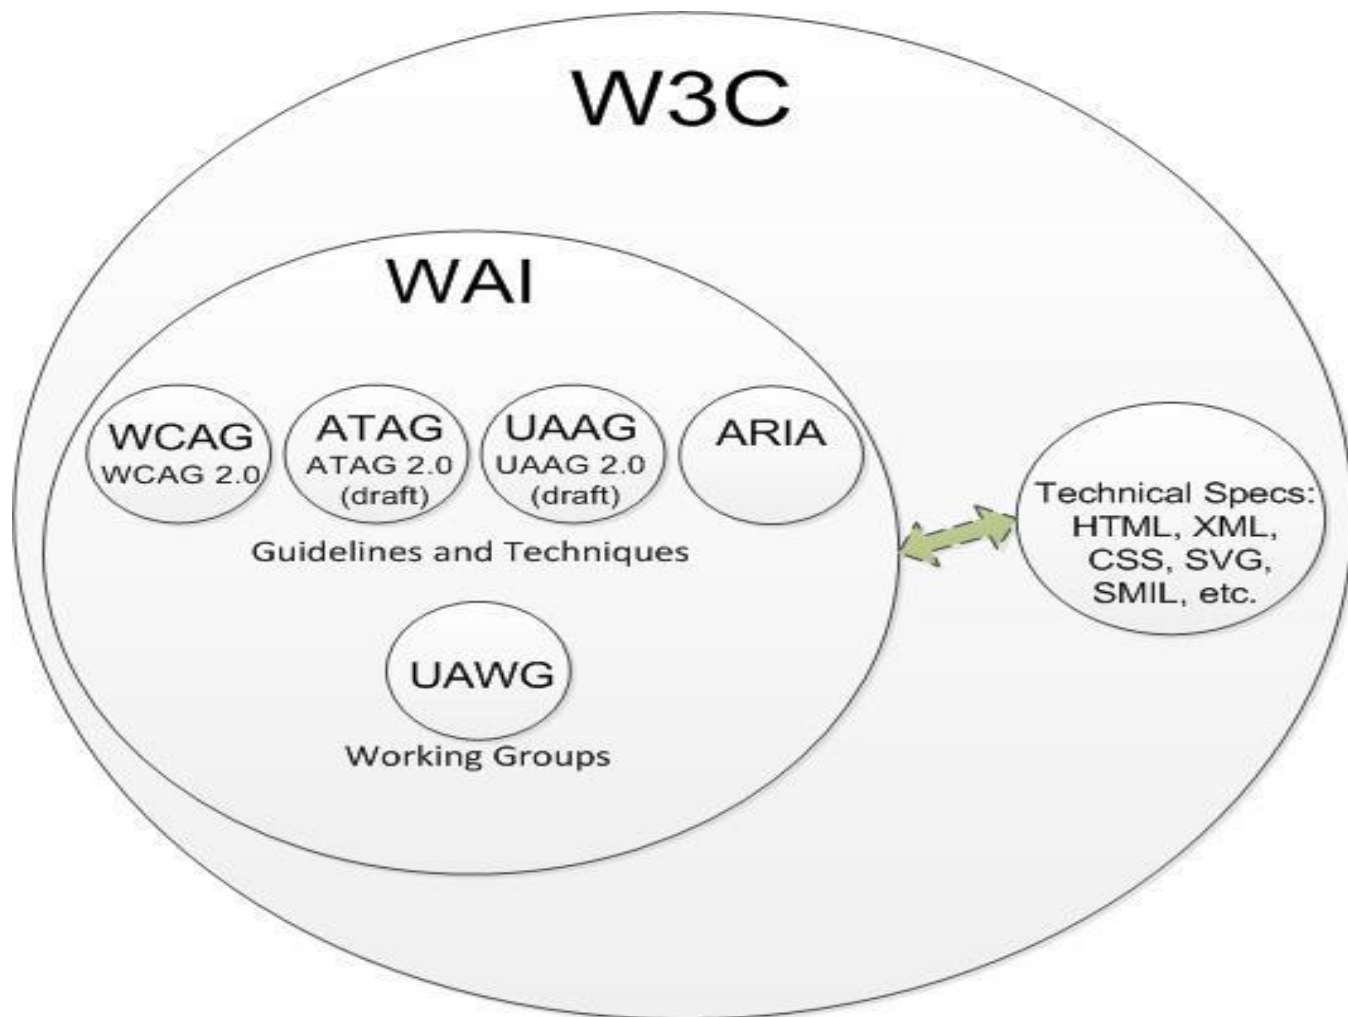 W3C
WAI
WCAG
WCAG 2.0
ATAG
ATAG 2.0
(draft)
UAAG
UAAG 2.0
(draft)
ARIA
Guidelines and Techniques
UAWG
Working Groups
Technical Specs:
HTML, XML,
CSS, SVG,
SMIL, etc.